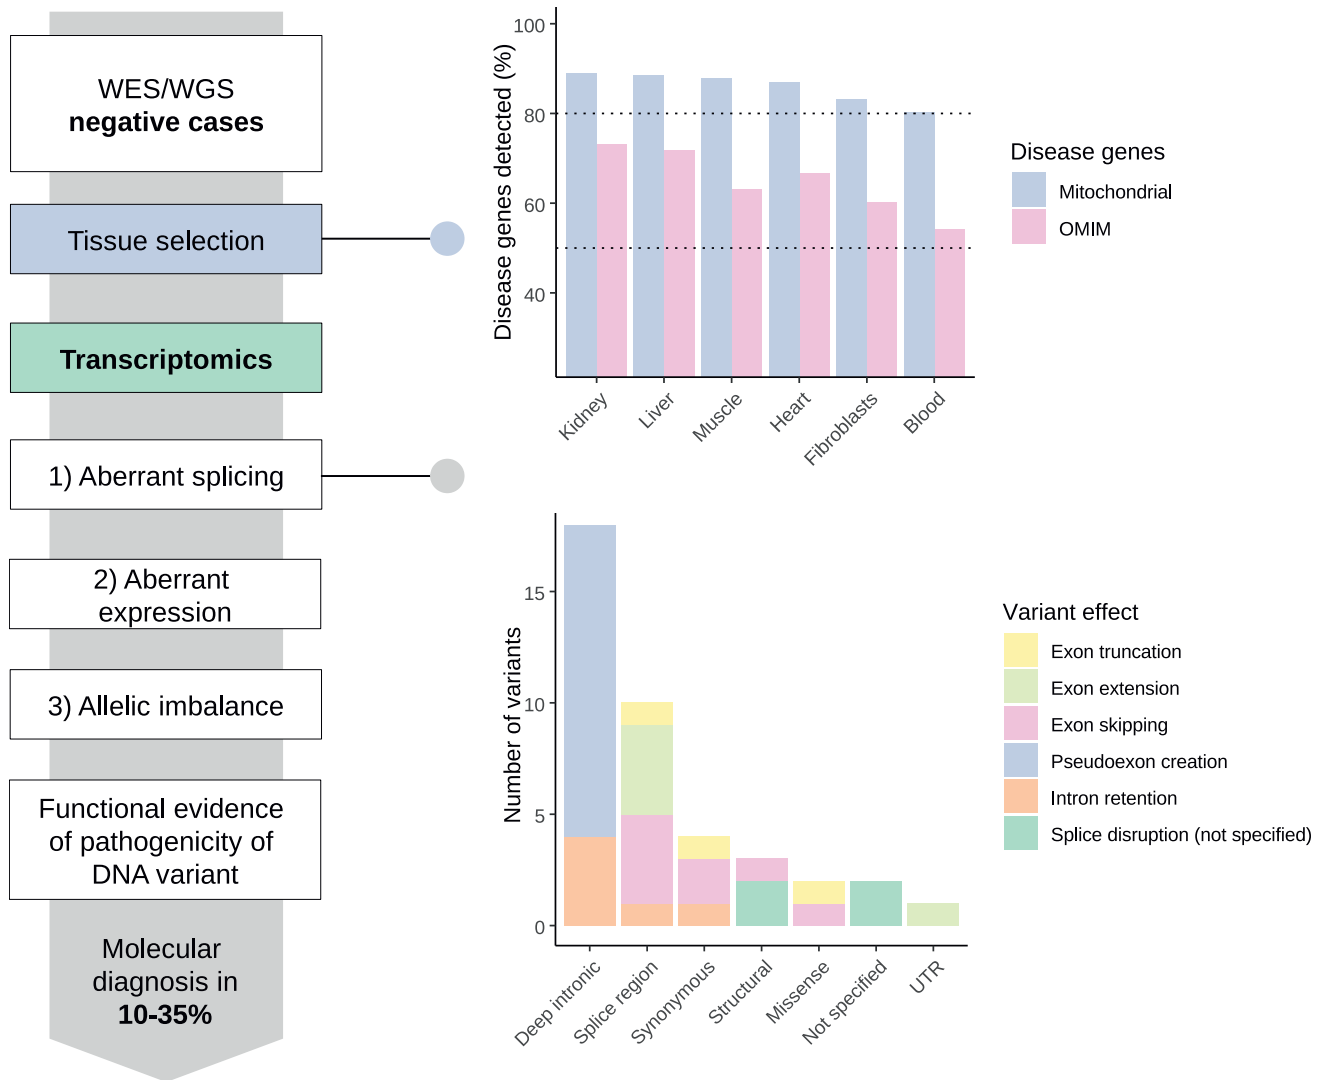 WES/WGS
negative cases
Tissue selection
Transcriptomics
1) Aberrant splicing
2) Aberrant
expression
3) Allelic imbalance
Functional evidence
of pathogenicity of
DNA variant
Molecular
diagnosis in
10-35%
Disease genes detected (%)
100
80
60
40
Kidney
Liver
Muscle
Heart
Fibroblasts
Blood
Disease genes
Mitochondrial
OMIM
Number of variants
15
10
5
0
Deep intronic
Splice region
Synonymous
Structural
Missense
Not specified
UTR
Variant effect
Exon truncation
Exon extension
Exon skipping
Pseudoexon creation
Intron retention
Splice disruption (not specified)